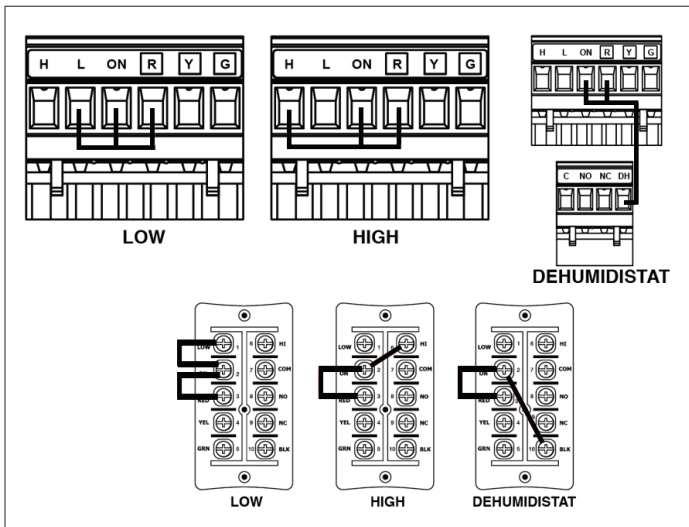 H L ON R Y G
LOW
H L ON R Y G
HIGH
H L ON R Y G
C NO NC DH
DEHUMIDISTAT
LOW 1 6 HI
2 7 COM
RED 3 8 NO
YEL 4 9 NC
GRN 5 10 BLK
LOW
LOW 1 6 HI
ON 2 7 COM
RED 3 8 NO
YEL 4 9 NC
GRN 5 10 BLK
HIGH
LOW 1 6 HI
ON 2 7 COM
RED 3 8 NO
YEL 4 9 NC
GRN 5 10 BLK
DEHUMIDISTAT